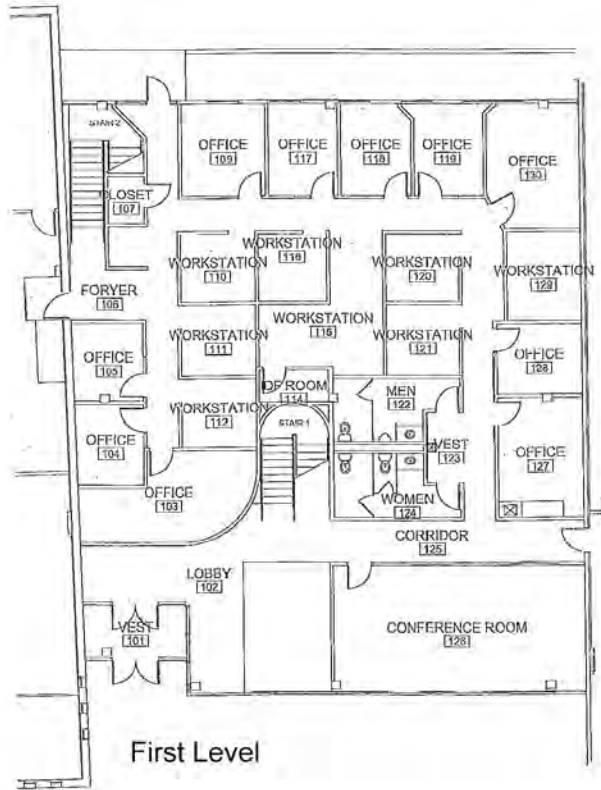 STAIR 2
OFFICE
109
OFFICE
117
OFFICE
118
OFFICE
119
OFFICE
130
CLOSET
107
WORKSTATION
110
WORKSTATION
116
WORKSTATION
120
WORKSTATION
129
FORYER
106
WORKSTATION
115
WORKSTATION
111
WORKSTATION
121
OFFICE
105
OFFICE
128
DF ROOM
114
MEN
122
WORKSTATION
112
STAIR 1
OFFICE
104
VEST
123
OFFICE
127
OFFICE
103
WOMEN
124
CORRIDOR
125
LOBBY
102
VEST
101
CONFERENCE ROOM
126
First Level